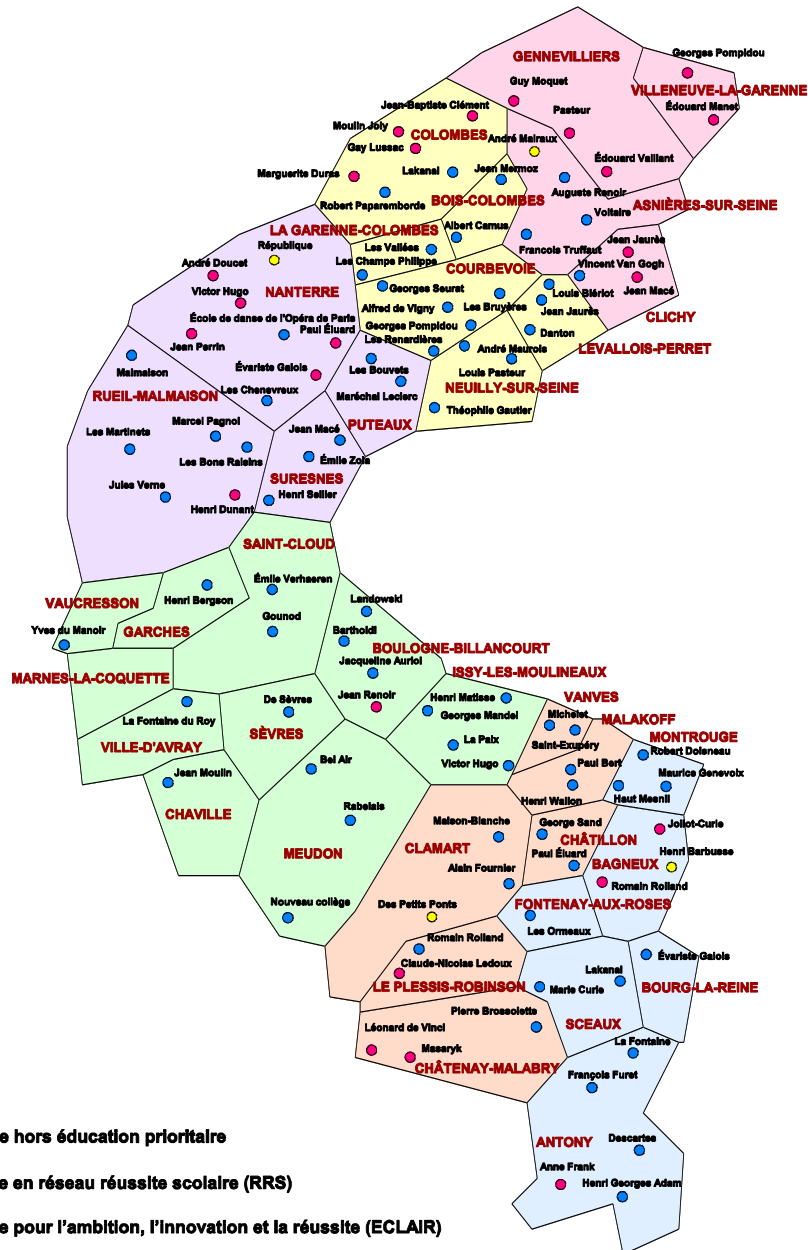 Georges Pompidou
GENNEVILLIERS
Guy Moquet
VILLENEUVE-LA-GARENNE
Édouard Manet
Jean-Baptiste Clément
Pasteur
Moulin Joly
COLOMBES
André Malraux
Gay Lussac
Édouard Vaillant
Marguerite Duras
Lakanal
Jean Mermoz
Auguste Renoir
Robert Paparemborde
BOIS-COLOMBES
ASNIÈRES-SUR-SEINE
Voltaire
LA GARENNE-COLOMBES
Albert Camus
République
Les Vallées
Francois Truffaut
Jean Jaurès
André Doucet
Les Champs Philippe
COURBEVOIE
Vincent Van Gogh
Victor Hugo
NANTERRE
Georges Seurat
Louis Blériot
Jean Macé
École de danse de l'Opéra de Paris
Alfred de Vigny
Les Bruyères
Jean Jaurès
CLICHY
Jean Perrin
Paul Éluard
Georges Pompidou
Danton
Les Renardières
André Maurois
LEVALLOIS-PERRET
Malmaison
Évariste Galois
Les Bouvets
Louis Pasteur
RUEIL-MALMAISON
Les Chenevreux
Maréchal Leclerc
NEUILLY-SUR-SEINE
Théophile Gautier
Marcel Pagnol
PUTEAUX
Les Martinets
Jean Macé
Les Bons Raisins
Émile Zola
Jules Verne
SURESNES
Henri Sellier
Henri Dunant
SAINT-CLOUD
Émile Verhaeren
VAUCRESSON
Henri Bergson
Landowski
Gounod
Yves du Manoir
GARCHES
Bartholdi
BOULOGNE-BILLANCOURT
Jacqueline Auriol
MARNES-LA-COQUETTE
ISSY-LES-MOULINEAUX
Jean Renoir
Henri Matisse
VANVES
De Sèvres
La Fontaine du Roy
Georges Mandel
Michelet
MALAKOFF
SÈVRES
MONTROUGE
VILLE-D'AVRAY
La Paix
Saint-Exupéry
Robert Doisneau
Bel Air
Victor Hugo
Paul Bert
Jean Moulin
Maurice Genevoix
Henri Wallon
Haut Mesnil
Rabelais
CHAVILLE
Maison-Blanche
George Sand
Joliot-Curie
CHÂTILLON
MEUDON
CLAMART
Paul Éluard
Henri Barbusse
BAGNEUX
Alain Fournier
Romain Rolland
Nouveau collège
Des Petits Ponts
FONTENAY-AUX-ROSES
Les Ormeaux
Romain Rolland
Claude-Nicolas Ledoux
Évariste Galois
Lakanal
LE PLESSIS-ROBINSON
Marie Curie
BOURG-LA-REINE
Pierre Brossolette
SCEAUX
Léonard de Vinci
La Fontaine
Masaryk
CHÂTENAY-MALABRY
François Furet
e hors éducation prioritaire
ANTONY
Descartes
Anne Frank
e en réseau réussite scolaire (RRS)
Henri Georges Adam
e pour l'ambition, l'innovation et la réussite (ECLAIR)